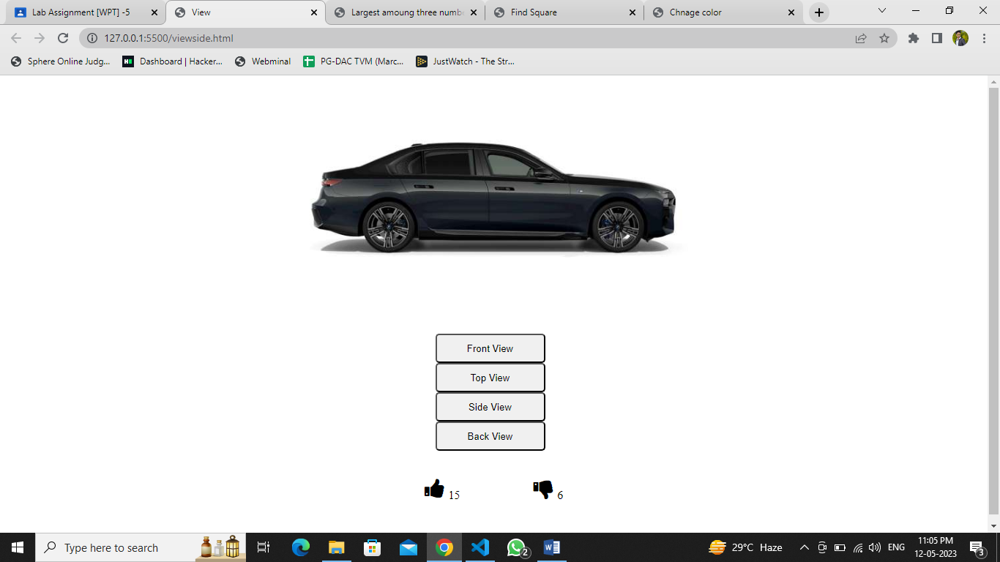 Lab Assignment [WPT] -5
View
Largest amoung three numb
Find Square
Chnage color
127.0.0.1:5500/viewside.html
Sphere Online Judg...
Dashboard | Hacker...
Webminal
PG-DAC TVM (Marc...
JustWatch - The Str...
Front View
Top View
Side View
Back View
15
6
Type here to search
2
29°C Haze
ENG
11:05 PM
12-05-2023
3